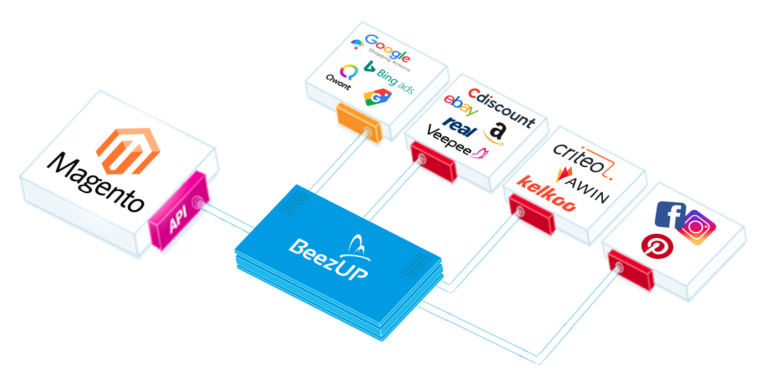 Google
Shopping Actions
Bing ads
Qwant
G
Cdiscount
ebay
a
real
Veepee
criteo
AWIN
kelkoo
f
Magento
API
BeezUP